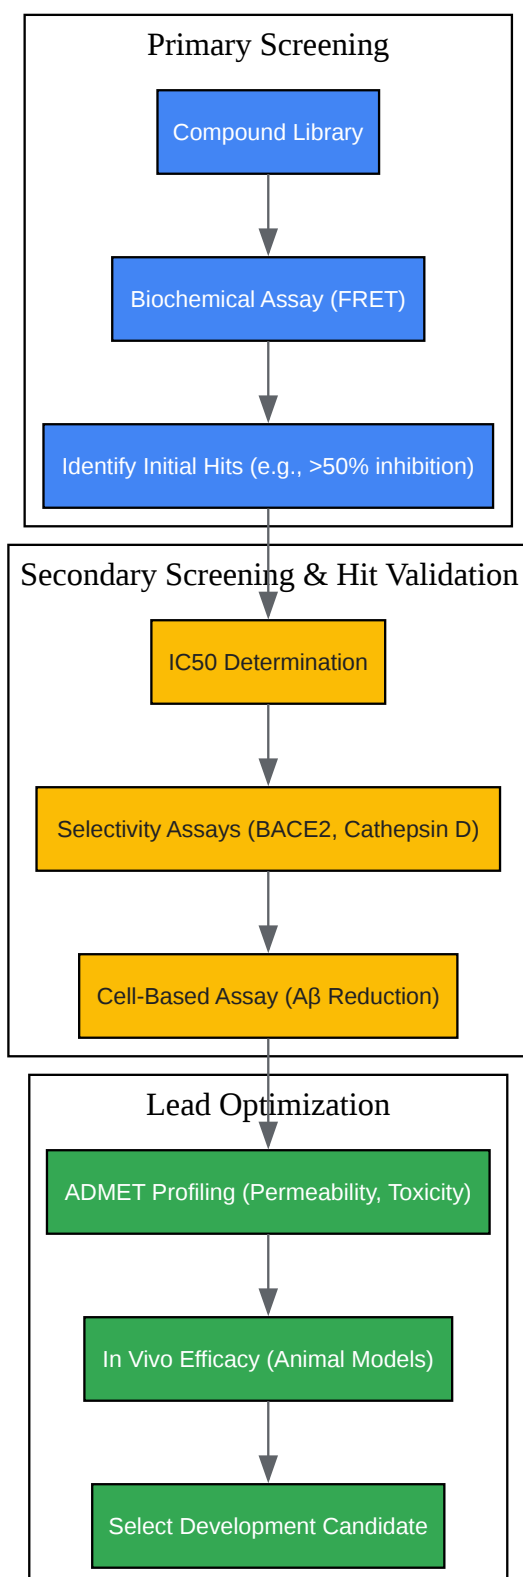 Primary Screening
Compound Library
Biochemical Assay (FRET)
Identify Initial Hits (e.g., >50% inhibition)
Secondary Screening & Hit Validation
IC50 Determination
Selectivity Assays (BACE2, Cathepsin D)
Cell-Based Assay (Aβ Reduction)
Lead Optimization
ADMET Profiling (Permeability, Toxicity)
In Vivo Efficacy (Animal Models)
Select Development Candidate